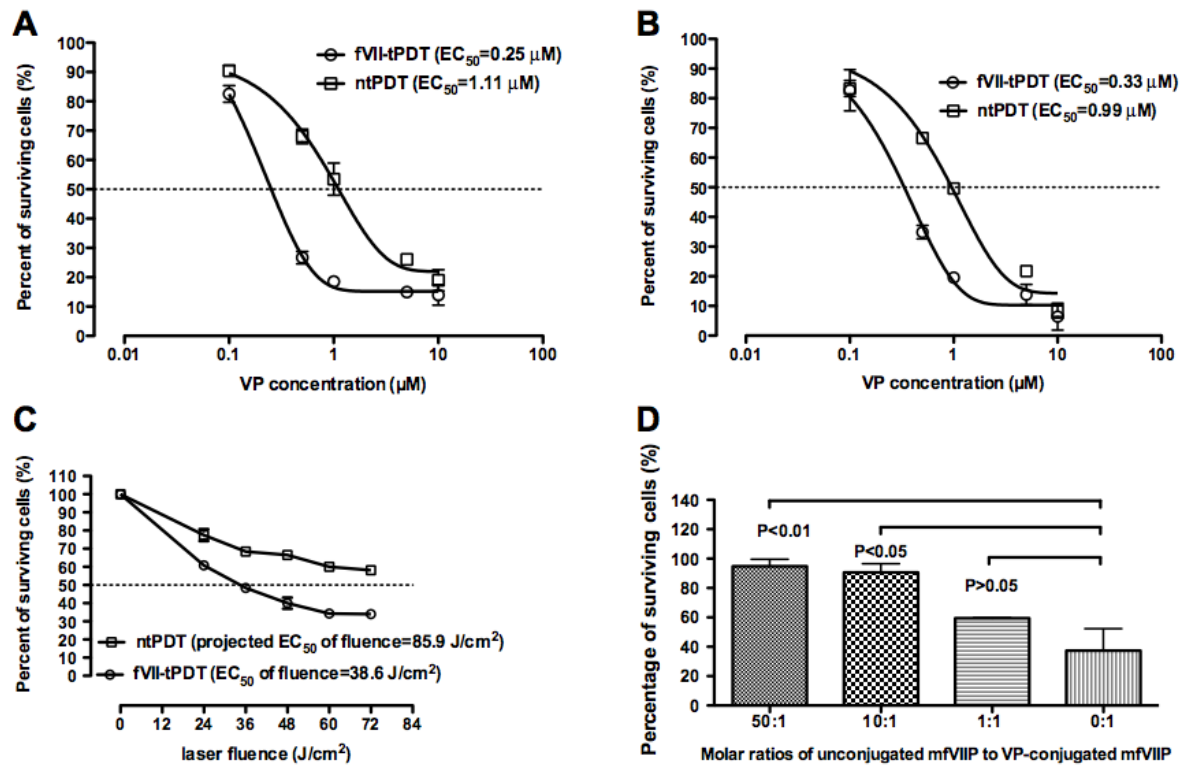 A
100
90
80
70
60
50
40
30
20
10
0
Percent of surviving cells (%)
fVII-tPDT (EC50=0.25 µM)
ntPDT (EC50=1.11 µM)
0.01 0.1 1 10 100
VP concentration (µM)
B
100
90
80
70
60
50
40
30
20
10
0
Percent of surviving cells (%)
fVII-tPDT (EC50=0.33 µM)
ntPDT (EC50=0.99 µM)
0.01 0.1 1 10 100
VP concentration (µM)
C
110
100
90
80
70
60
50
40
30
20
10
0
Percent of survivng cells (%)
ntPDT (projected EC50 of fluence=85.9 J/cm2)
fVII-tPDT (EC50 of fluence=38.6 J/cm2)
0 12 24 36 48 60 72 84
laser fluence (J/cm2)
D
140
120
100
80
60
40
20
0
Percentage of surviving cells (%)
P<0.01
P<0.05
P>0.05
50:1 10:1 1:1 0:1
Molar ratios of unconjugated mfVIIP to VP-conjugated mfVIIP